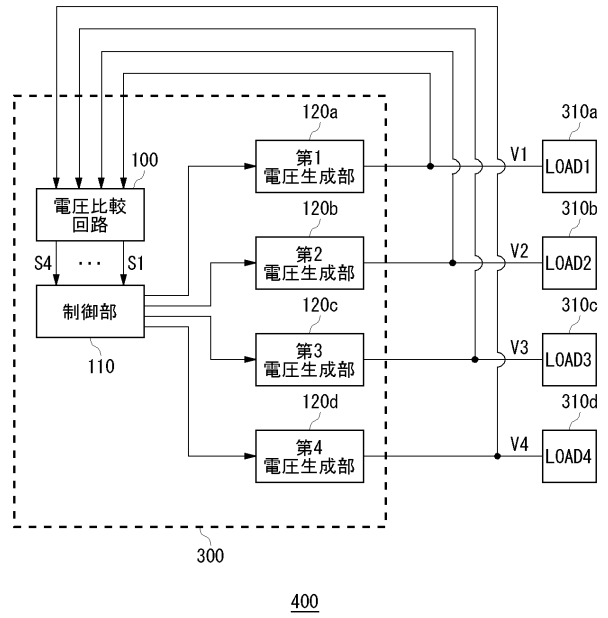 120a
310a
第1
電圧生成部
V1
LOAD1
100
電圧比較
回路
120b
310b
第2
電圧生成部
V2
LOAD2
S4
...
S1
制御部
110
120c
310c
第3
電圧生成部
V3
LOAD3
120d
310d
第4
電圧生成部
V4
LOAD4
300
400